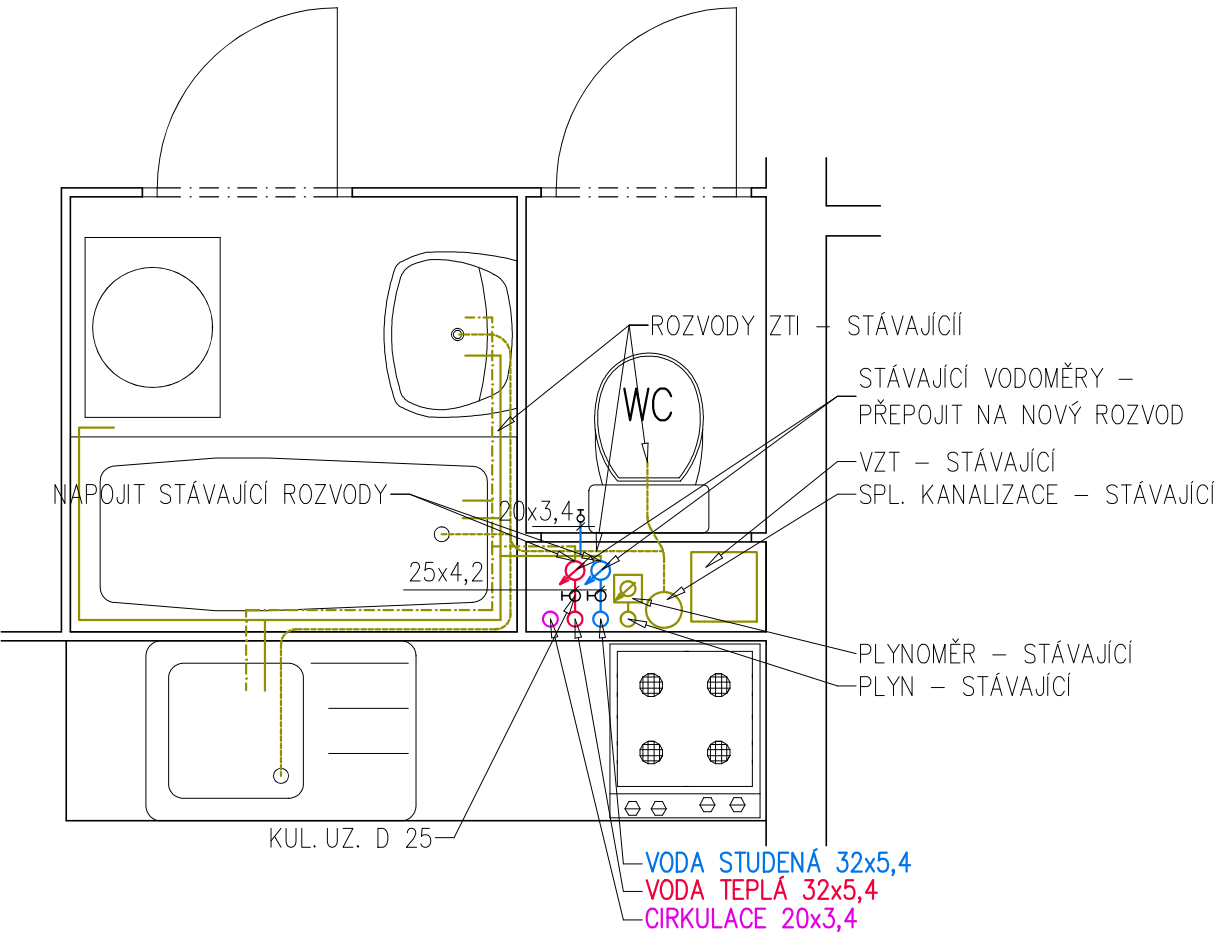 ROZVODY ZTI – STÁVAJÍCÍÍ
WC
STÁVAJÍCÍ VODOMĚRY –
PŘEPOJIT NA NOVÝ ROZVOD
VZT – STÁVAJÍCÍ
SPL. KANALIZACE – STÁVAJÍCÍ
NAPOJIT STÁVAJÍCÍ ROZVODY
20x3,4
25x4,2
PLYNOMĚR – STÁVAJÍCÍ
PLYN – STÁVAJÍCÍ
KUL.UZ. D 25
VODA STUDENÁ 32x5,4
VODA TEPLÁ 32x5,4
CIRKULACE 20x3,4